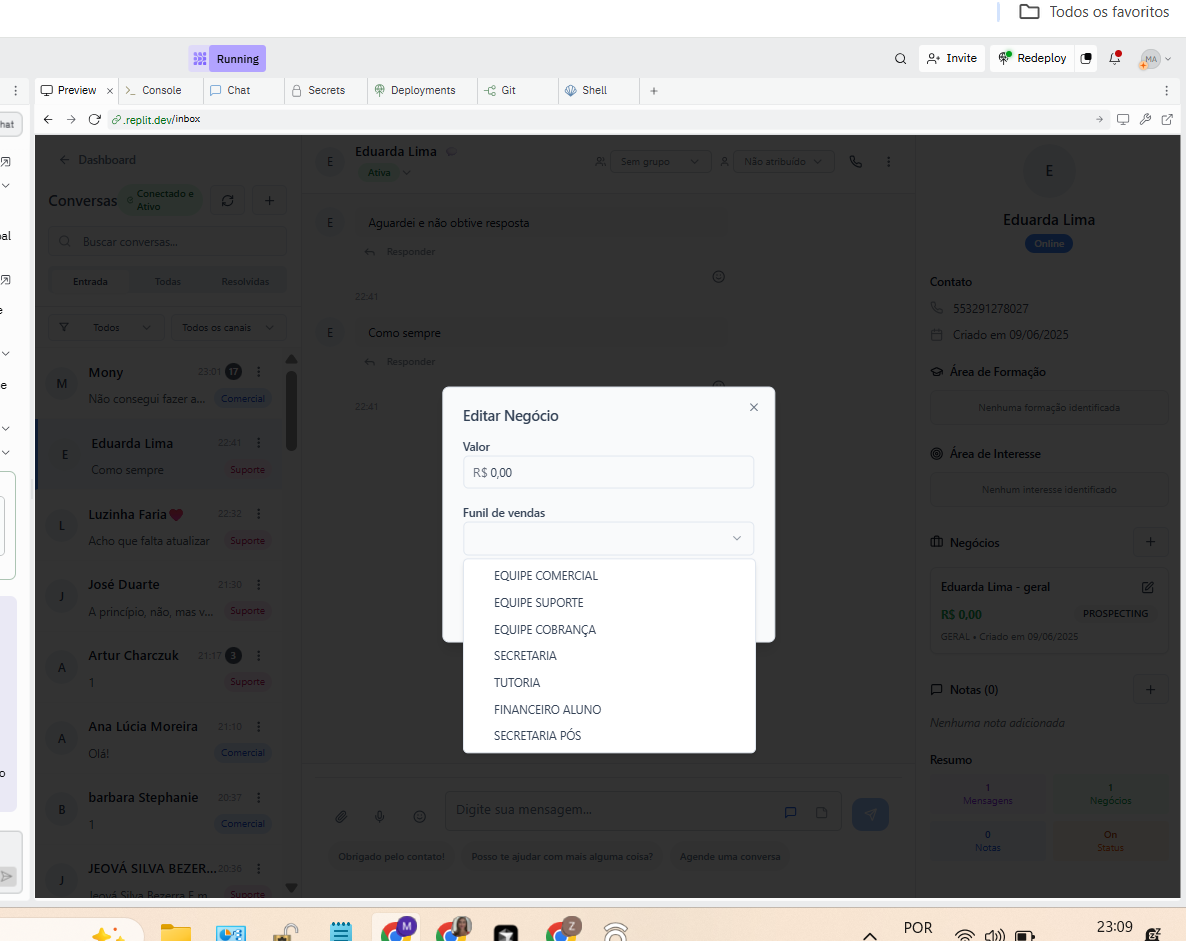 Todos os favoritos
Running
Invite
Redeploy
MA
Preview
Console
Chat
Secrets
Deployments
Git
Shell
.replit.dev/inbox
hat
Dashboard
Conversas
Conectado e
Ativo
Buscar conversas...
Entrada
Todas
Resolvidas
Todos
Todos os canais
M
Mony
23:01
17
Não consegui fazer a...
Comercial
E
Eduarda Lima
22:41
Como sempre
Suporte
L
Luzinha Faria
22:32
Acho que falta atualizar
Suporte
J
José Duarte
21:30
A princípio, não, mas v...
Suporte
A
Artur Charczuk
21:17
3
1
Suporte
A
Ana Lúcia Moreira
21:10
Olá!
Comercial
B
barbara Stephanie
20:37
1
Comercial
J
JEOVÁ SILVA BEZER...
20:36
Jeová Silva Bezerra E m
Suporte
E
Eduarda Lima
Ativa
Sem grupo
Não atribuído
E
Aguardei e não obtive resposta
Responder
22:41
E
Como sempre
Responder
22:41
Editar Negócio
Valor
R$ 0,00
Funil de vendas
EQUIPE COMERCIAL
EQUIPE SUPORTE
EQUIPE COBRANÇA
SECRETARIA
TUTORIA
FINANCEIRO ALUNO
SECRETARIA PÓS
Digite sua mensagem...
Obrigado pelo contato!
Posso te ajudar com mais alguma coisa?
Agende uma conversa
E
Eduarda Lima
Online
Contato
553291278027
Criado em 09/06/2025
Área de Formação
Nenhuma formação identificada
Área de Interesse
Nenhum interesse identificado
Negócios
Eduarda Lima - geral
R$ 0,00
PROSPECTING
GERAL • Criado em 09/06/2025
Notas (0)
Nenhuma nota adicionada
Resumo
1
Mensagens
1
Negócios
0
Notas
On
Status
M
Z
POR
23:09